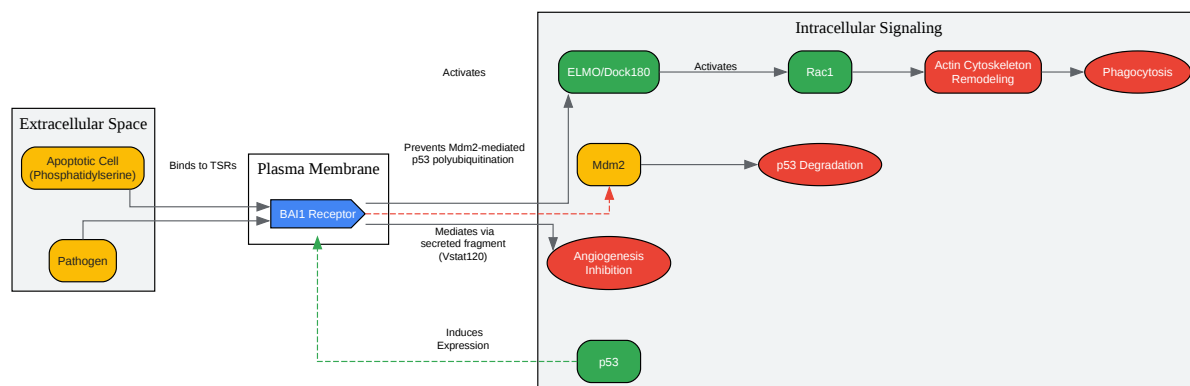 Intracellular Signaling
Activates
ELMO/Dock180
Activates
Rac1
Actin Cytoskeleton
Remodeling
Phagocytosis
Extracellular Space
Apoptotic Cell
(Phosphatidylserine)
Binds to TSRs
Plasma Membrane
Prevents Mdm2-mediated
p53 polyubiquitination
Mdm2
p53 Degradation
BAI1 Receptor
Mediates via
secreted fragment
(Vstat120)
Angiogenesis
Inhibition
Pathogen
Induces
Expression
p53